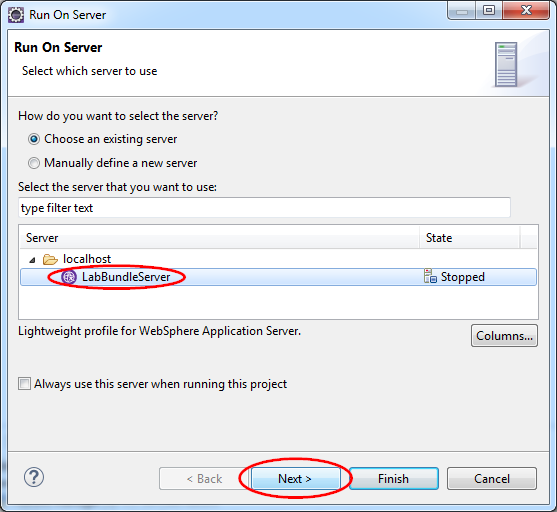 Run On Server
Run On Server
Select which server to use
How do you want to select the server?
Choose an existing server
Manually define a new server
Select the server that you want to use:
type filter text
Server State
localhost
LabBundleServer Stopped
Lightweight profile for WebSphere Application Server.
Columns...
Always use this server when running this project
? < Back Next > Finish Cancel